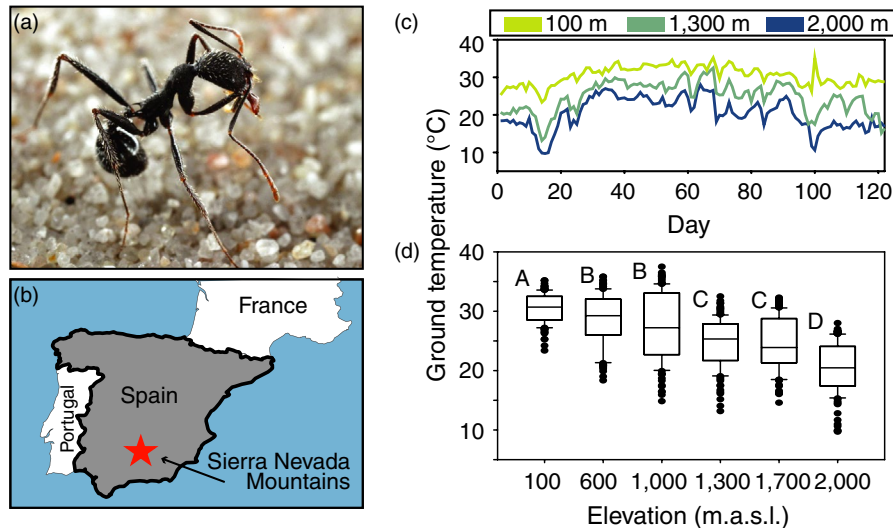 (a)
(b)
France
Portugal
Spain
Sierra Nevada
Mountains
(c)
100 m
1,300 m
2,000 m
40
30
20
10
0
20
40
60
80
100
120
Day
Ground temperature (°C)
(d)
40
30
20
10
A
B
B
C
C
D
100
600
1,000
1,300
1,700
2,000
Elevation (m.a.s.l.)